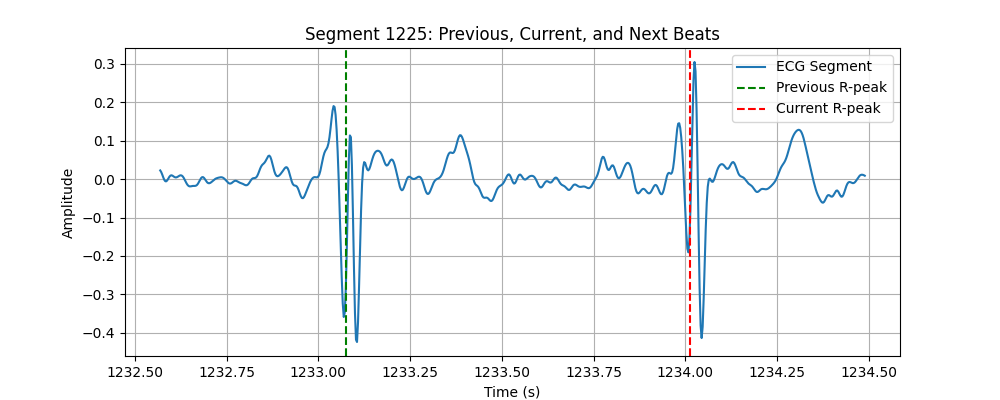 Segment 1225: Previous, Current, and Next Beats
ECG Segment
Previous R-peak
Current R-peak
Amplitude
0.3
0.2
0.1
0.0
−0.1
−0.2
−0.3
−0.4
1232.50 1232.75 1233.00 1233.25 1233.50 1233.75 1234.00 1234.25 1234.50
Time (s)